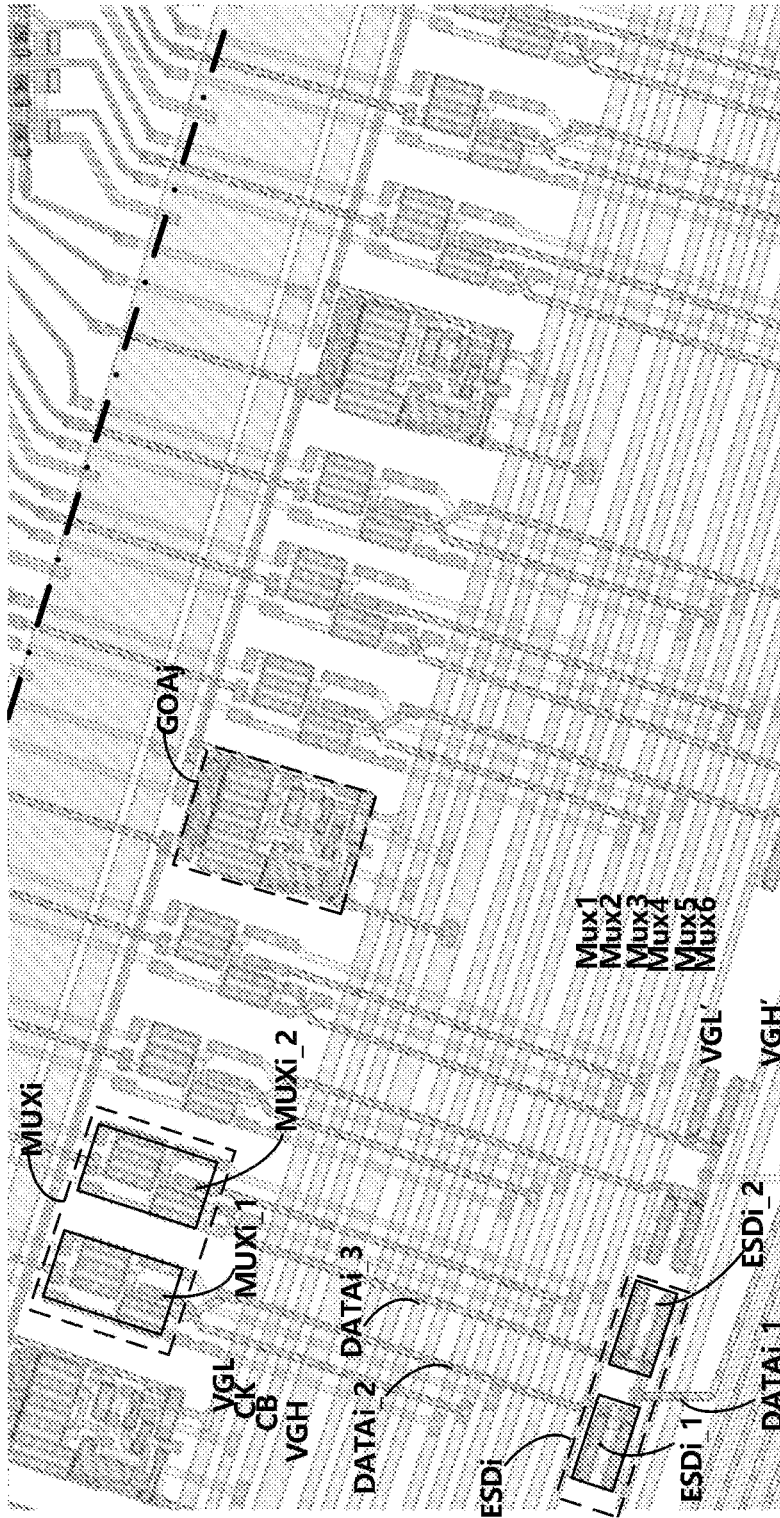 GOAj
Mux1
Mux2
Mux3
Mux4
Mux5
Mux6
VGL'
VGH'
MUXi
MUXi_2
MUXi_1
VGL
CK
CB
VGH
DATAi_3
DATAi_2
ESDi
ESDi_1
ESDi_2
DATAi_1